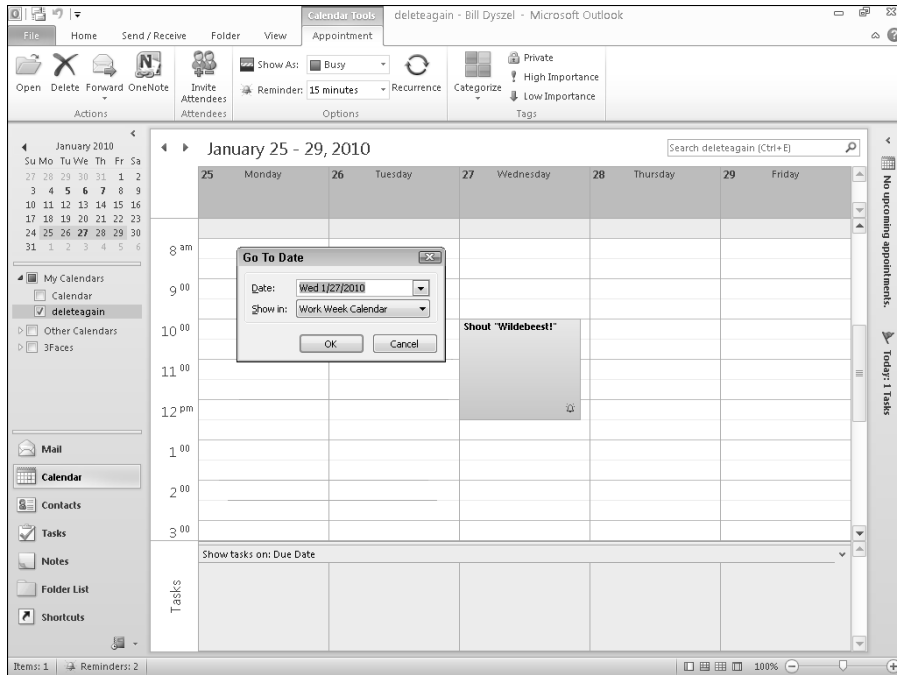 Calendar Tools deleteagain - Bill Dyszel - Microsoft Outlook
File Home Send / Receive Folder View Appointment
Open Delete Forward OneNote Invite Attendees Show As: Busy Recurrence Categorize Private
Reminder: 15 minutes High Importance
Low Importance
Actions Attendees Options Tags
January 2010
Su Mo Tu We Th Fr Sa
27 28 29 30 31 1 2
3 4 5 6 7 8 9
10 11 12 13 14 15 16
17 18 19 20 21 22 23
24 25 26 27 28 29 30
31 1 2 3 4 5 6
My Calendars
Calendar
deleteagain
Other Calendars
3Faces
Mail
Calendar
Contacts
Tasks
Notes
Folder List
Shortcuts
January 25 - 29, 2010 Search deleteagain (Ctrl+E)
25 Monday 26 Tuesday 27 Wednesday 28 Thursday 29 Friday
8 am
9 00
10 00
11 00
12 pm
1 00
2 00
3 00
Go To Date
Date: Wed 1/27/2010
Show in: Work Week Calendar
OK Cancel
Shout "Wildebeest!"
Show tasks on: Due Date
Tasks
No upcoming appointments.
Today: 1 Tasks
Items: 1 Reminders: 2 100%